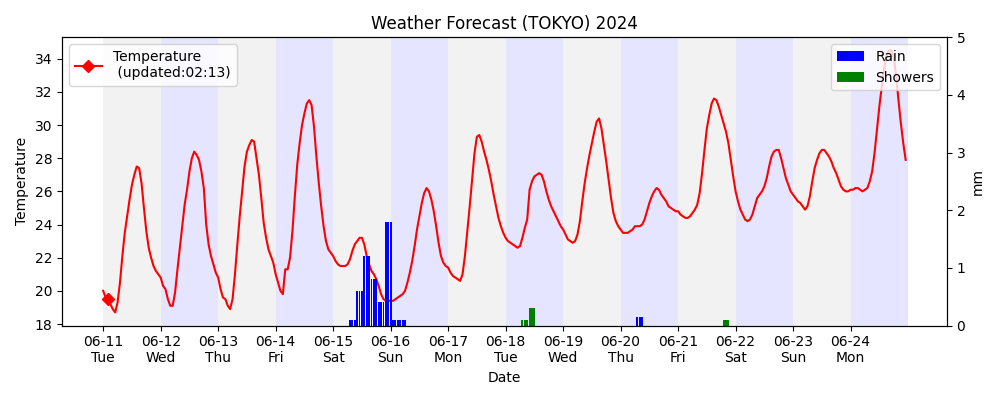 Weather Forecast (TOKYO) 2024
Temperature
(updated:02:13)
Rain
Showers
34
32
30
28
26
24
22
20
18
Temperature
5
4
3
2
1
0
mm
06-11 06-12 06-13 06-14 06-15 06-16 06-17 06-18 06-19 06-20 06-21 06-22 06-23 06-24
Tue Wed Thu Fri Sat Sun Mon Tue Wed Thu Fri Sat Sun Mon
Date